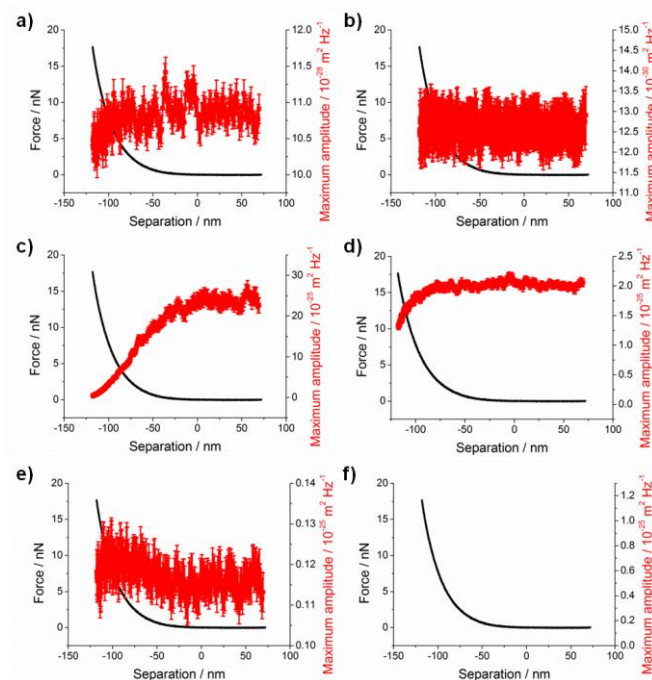 a)
20
15
10
5
0
Force / nN
12.0
11.5
11.0
10.5
10.0
Maximum amplitude / 10⁻²⁸ m² Hz⁻¹
-150 -100 -50 0 50 100
Separation / nm
b)
20
15
10
5
0
Force / nN
15.0
14.5
14.0
13.5
13.0
12.5
12.0
11.5
11.0
Maximum amplitude / 10⁻³⁰ m² Hz⁻¹
-150 -100 -50 0 50 100
Separation / nm
c)
20
15
10
5
0
Force / nN
30
20
10
0
Maximum amplitude / 10⁻²⁵ m² Hz⁻¹
-150 -100 -50 0 50 100
Separation / nm
d)
20
15
10
5
0
Force / nN
2.5
2.0
1.5
1.0
0.5
0.0
Maximum amplitude / 10⁻²⁵ m² Hz⁻¹
-150 -100 -50 0 50 100
Separation / nm
e)
20
15
10
5
0
Force / nN
0.14
0.13
0.12
0.11
0.10
Maximum amplitude / 10⁻²⁵ m² Hz⁻¹
-150 -100 -50 0 50 100
Separation / nm
f)
20
15
10
5
0
Force / nN
1.2
1.0
0.8
0.6
0.4
0.2
0.0
Maximum amplitude / 10⁻²⁵ m² Hz⁻¹
-150 -100 -50 0 50 100
Separation / nm